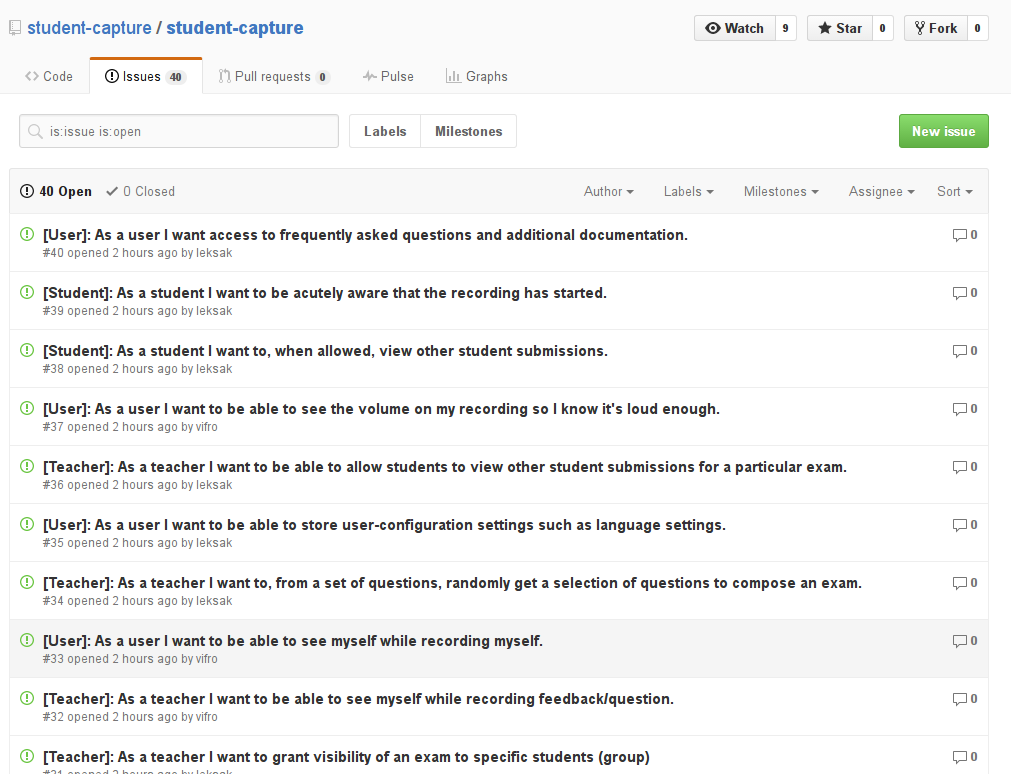 student-capture / student-capture
Watch 9 Star 0 Fork 0
Code Issues 40 Pull requests 0 Pulse Graphs
is:issue is:open Labels Milestones New issue
40 Open 0 Closed Author Labels Milestones Assignee Sort
[User]: As a user I want access to frequently asked questions and additional documentation. 0
#40 opened 2 hours ago by leksak
[Student]: As a student I want to be acutely aware that the recording has started. 0
#39 opened 2 hours ago by leksak
[Student]: As a student I want to, when allowed, view other student submissions. 0
#38 opened 2 hours ago by leksak
[User]: As a user I want to be able to see the volume on my recording so I know it's loud enough. 0
#37 opened 2 hours ago by vifro
[Teacher]: As a teacher I want to be able to allow students to view other student submissions for a particular exam. 0
#36 opened 2 hours ago by leksak
[User]: As a user I want to be able to store user-configuration settings such as language settings. 0
#35 opened 2 hours ago by leksak
[Teacher]: As a teacher I want to, from a set of questions, randomly get a selection of questions to compose an exam. 0
#34 opened 2 hours ago by leksak
[User]: As a user I want to be able to see myself while recording myself. 0
#33 opened 2 hours ago by vifro
[Teacher]: As a teacher I want to be able to see myself while recording feedback/question. 0
#32 opened 2 hours ago by vifro
[Teacher]: As a teacher I want to grant visibility of an exam to specific students (group) 0
#31 opened 2 hours ago by leksak